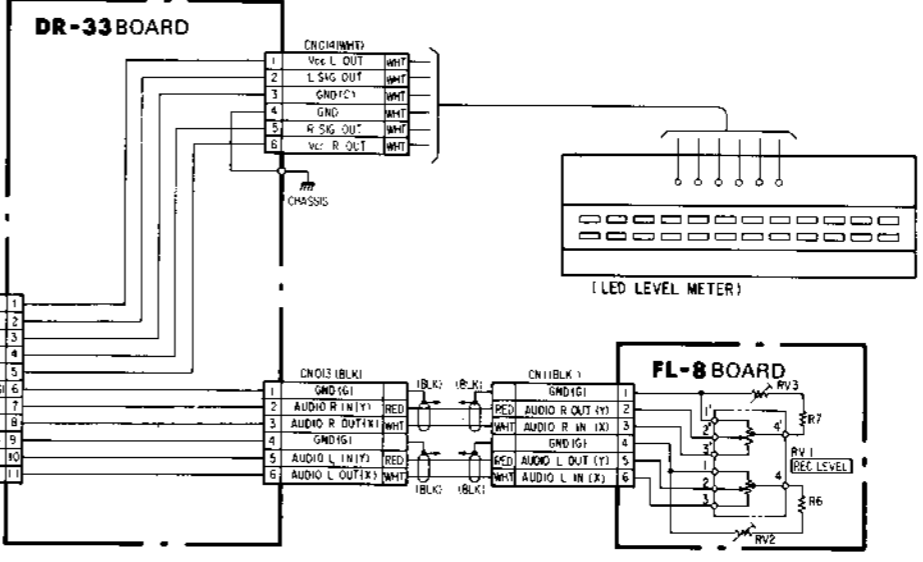 DR-33 BOARD
CN014(WHT)
1 Vcc L OUT WHT
2 L SIG OUT WHT
3 GND(C) WHT
4 GND WHT
5 R SIG OUT WHT
6 Vcc R OUT WHT
CHASSIS
(LED LEVEL METER)
1
2
3
4
5
6
7
8
9
10
11
CN013(BLK)
1 GND(G)
2 AUDIO R IN(Y) RED
3 AUDIO R OUT(X) WHT
4 GND(G)
5 AUDIO L IN(Y) RED
6 AUDIO L OUT(X) WHT
(BLK) (BLK)
(BLK) (BLK)
CN1(BLK)
GND(G) 1
RED AUDIO R OUT (Y) 2
WHT AUDIO R IN (X) 3
GND(G) 4
RED AUDIO L OUT (Y) 5
WHT AUDIO L IN (X) 6
FL-8 BOARD
RV3
1'
R7
2' 4'
3'
RV1
REC LEVEL
1
2 4
3
R6
RV2